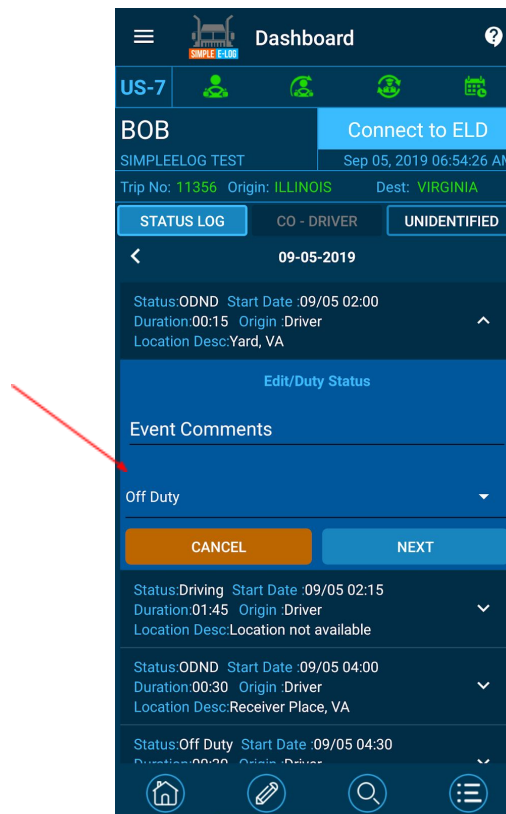 Dashboard
SIMPLE E-LOG
US-7
BOB
Connect to ELD
SIMPLEELOG TEST
Sep 05, 2019 06:54:26 AM
Trip No: 11356 Origin: ILLINOIS Dest: VIRGINIA
STATUS LOG CO - DRIVER UNIDENTIFIED
09-05-2019
Status:ODND Start Date :09/05 02:00
Duration:00:15 Origin :Driver
Location Desc:Yard, VA
Edit/Duty Status
Event Comments
Off Duty
CANCEL NEXT
Status:Driving Start Date :09/05 02:15
Duration:01:45 Origin :Driver
Location Desc:Location not available
Status:ODND Start Date :09/05 04:00
Duration:00:30 Origin :Driver
Location Desc:Receiver Place, VA
Status:Off Duty Start Date :09/05 04:30
Duration:00:30 Origin :Driver